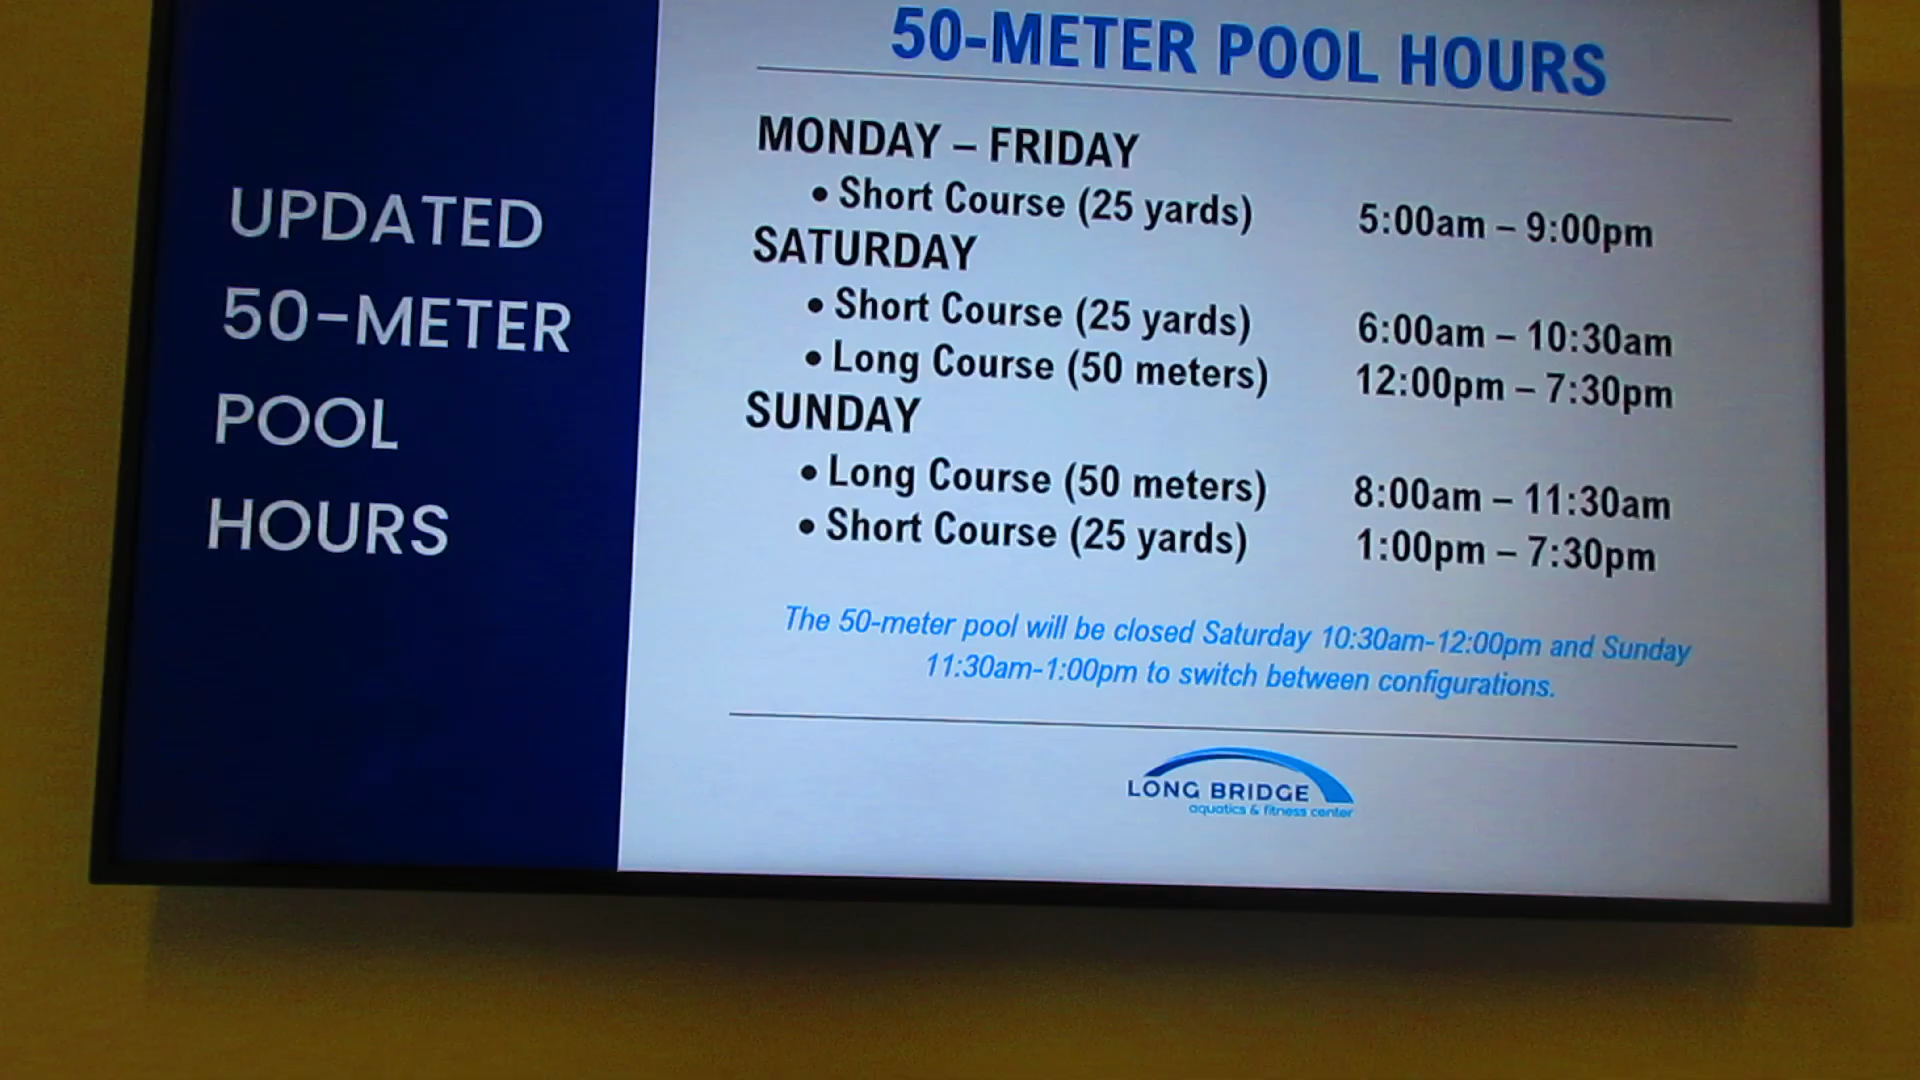 UPDATED
50-METER
POOL
HOURS
50-METER POOL HOURS
MONDAY – FRIDAY
• Short Course (25 yards) 5:00am – 9:00pm
SATURDAY
• Short Course (25 yards) 6:00am – 10:30am
• Long Course (50 meters) 12:00pm – 7:30pm
SUNDAY
• Long Course (50 meters) 8:00am – 11:30am
• Short Course (25 yards) 1:00pm – 7:30pm
The 50-meter pool will be closed Saturday 10:30am-12:00pm and Sunday
11:30am-1:00pm to switch between configurations.
LONG BRIDGE
aquatics & fitness center